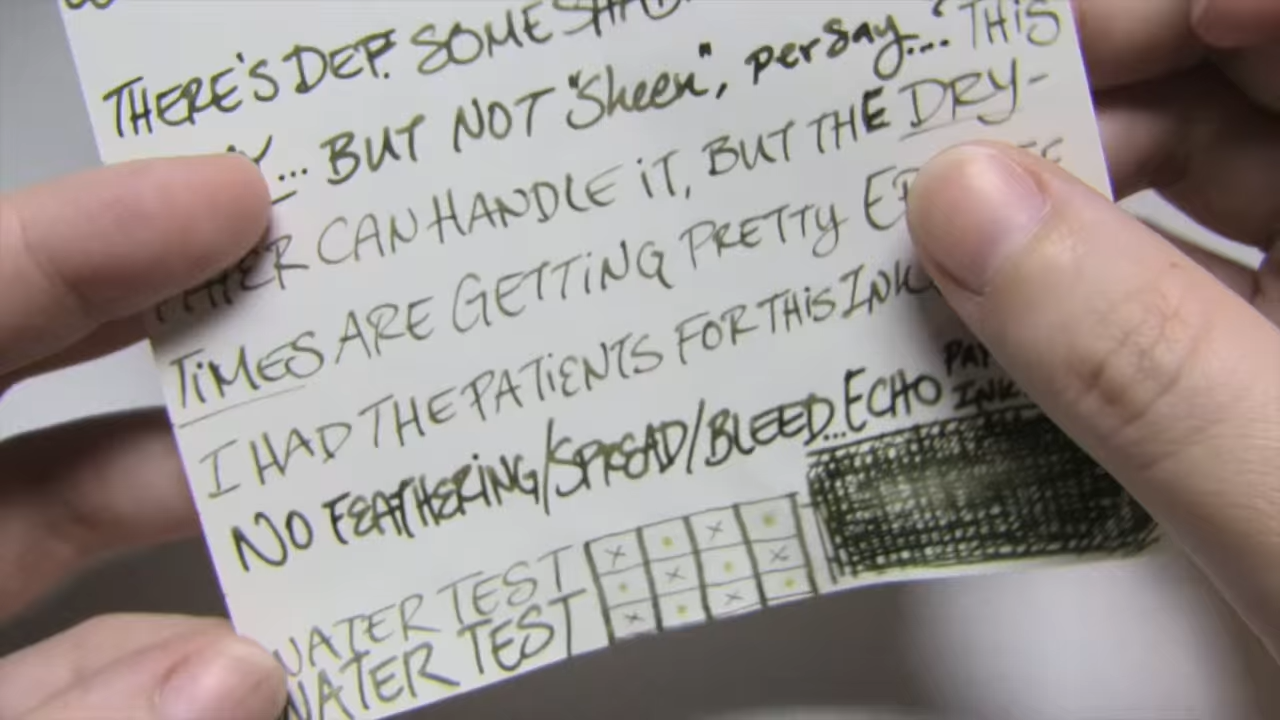 THERE'S DEF. SOME
... BUT NOT "Sheen", per say... THIS
CAN HANDLE IT, BUT THE DRY-
TIMES ARE GETTING PRETTY
I HAD THE PATIENTS FOR THIS INK
NO FEATHERING/SPREAD/BLEED...ECHO
WATER TEST
WATER TEST